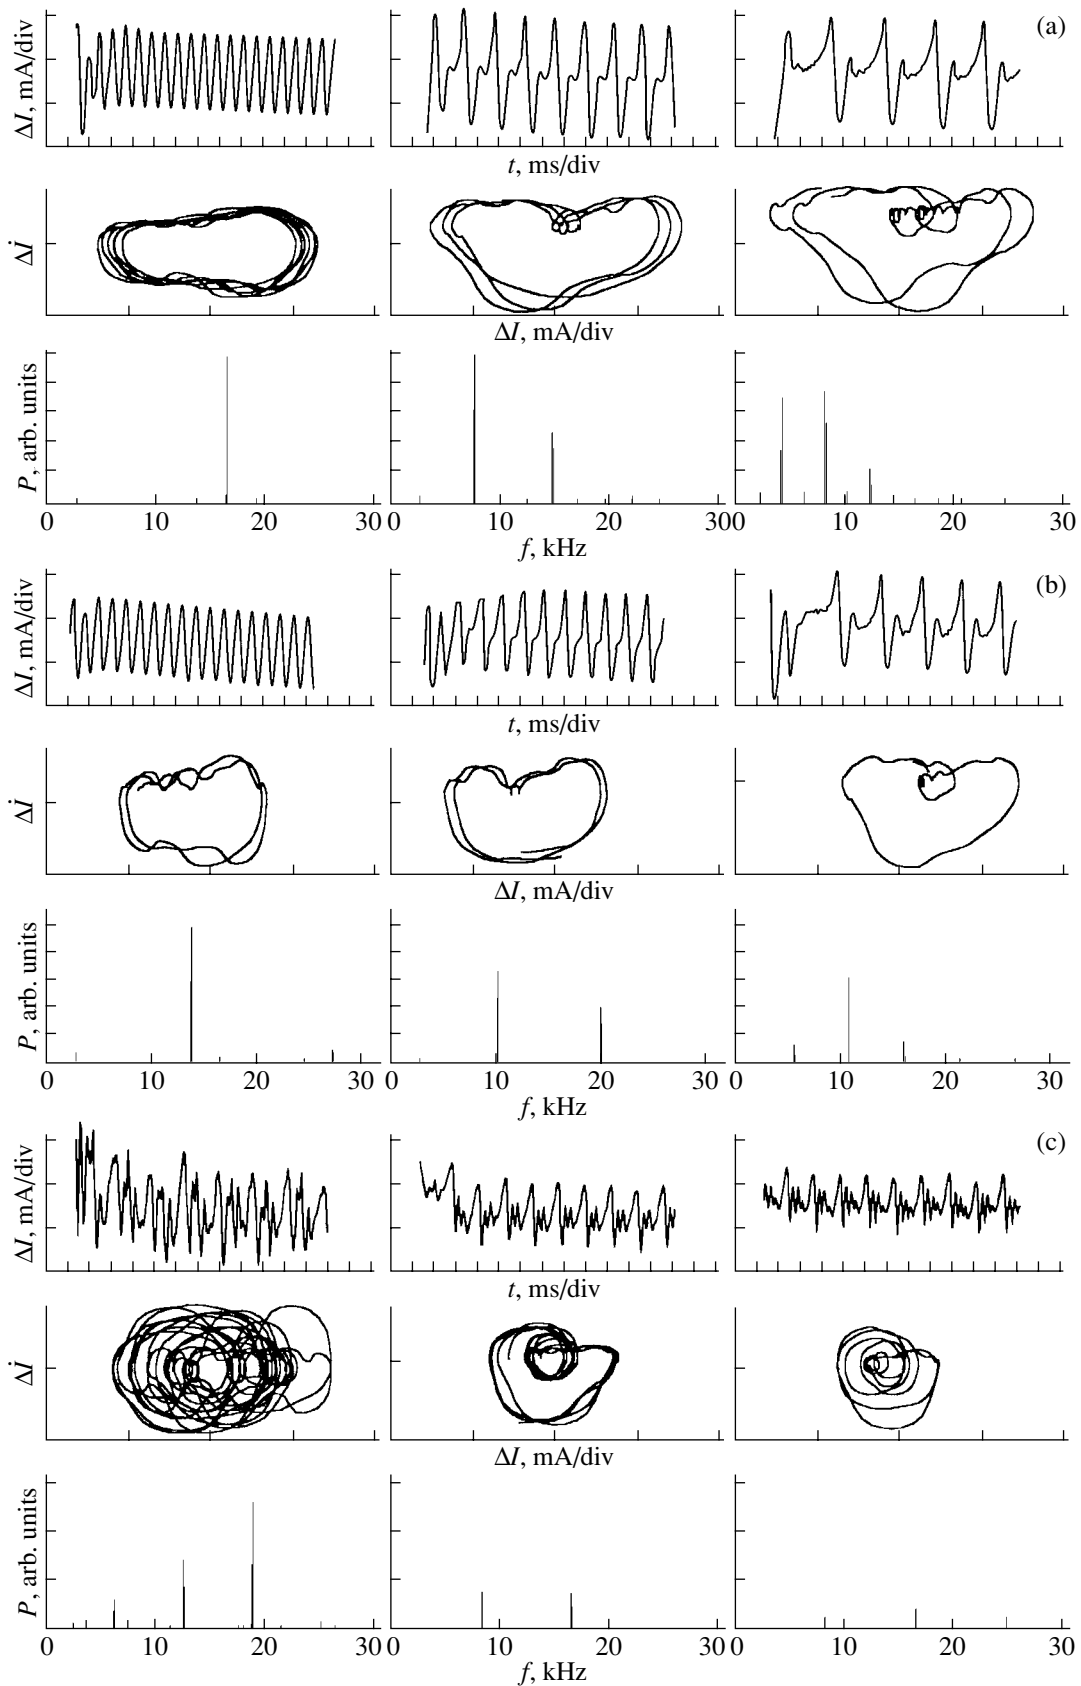 (a)
ΔI, mA/div
t, ms/div
Δİ
ΔI, mA/div
P, arb. units
0 10 20 30 0 10 20 30 0 10 20 30
f, kHz
(b)
ΔI, mA/div
t, ms/div
Δİ
ΔI, mA/div
P, arb. units
0 10 20 30 0 10 20 30 0 10 20 30
f, kHz
(c)
ΔI, mA/div
t, ms/div
Δİ
ΔI, mA/div
P, arb. units
0 10 20 30 0 10 20 30 0 10 20 30
f, kHz